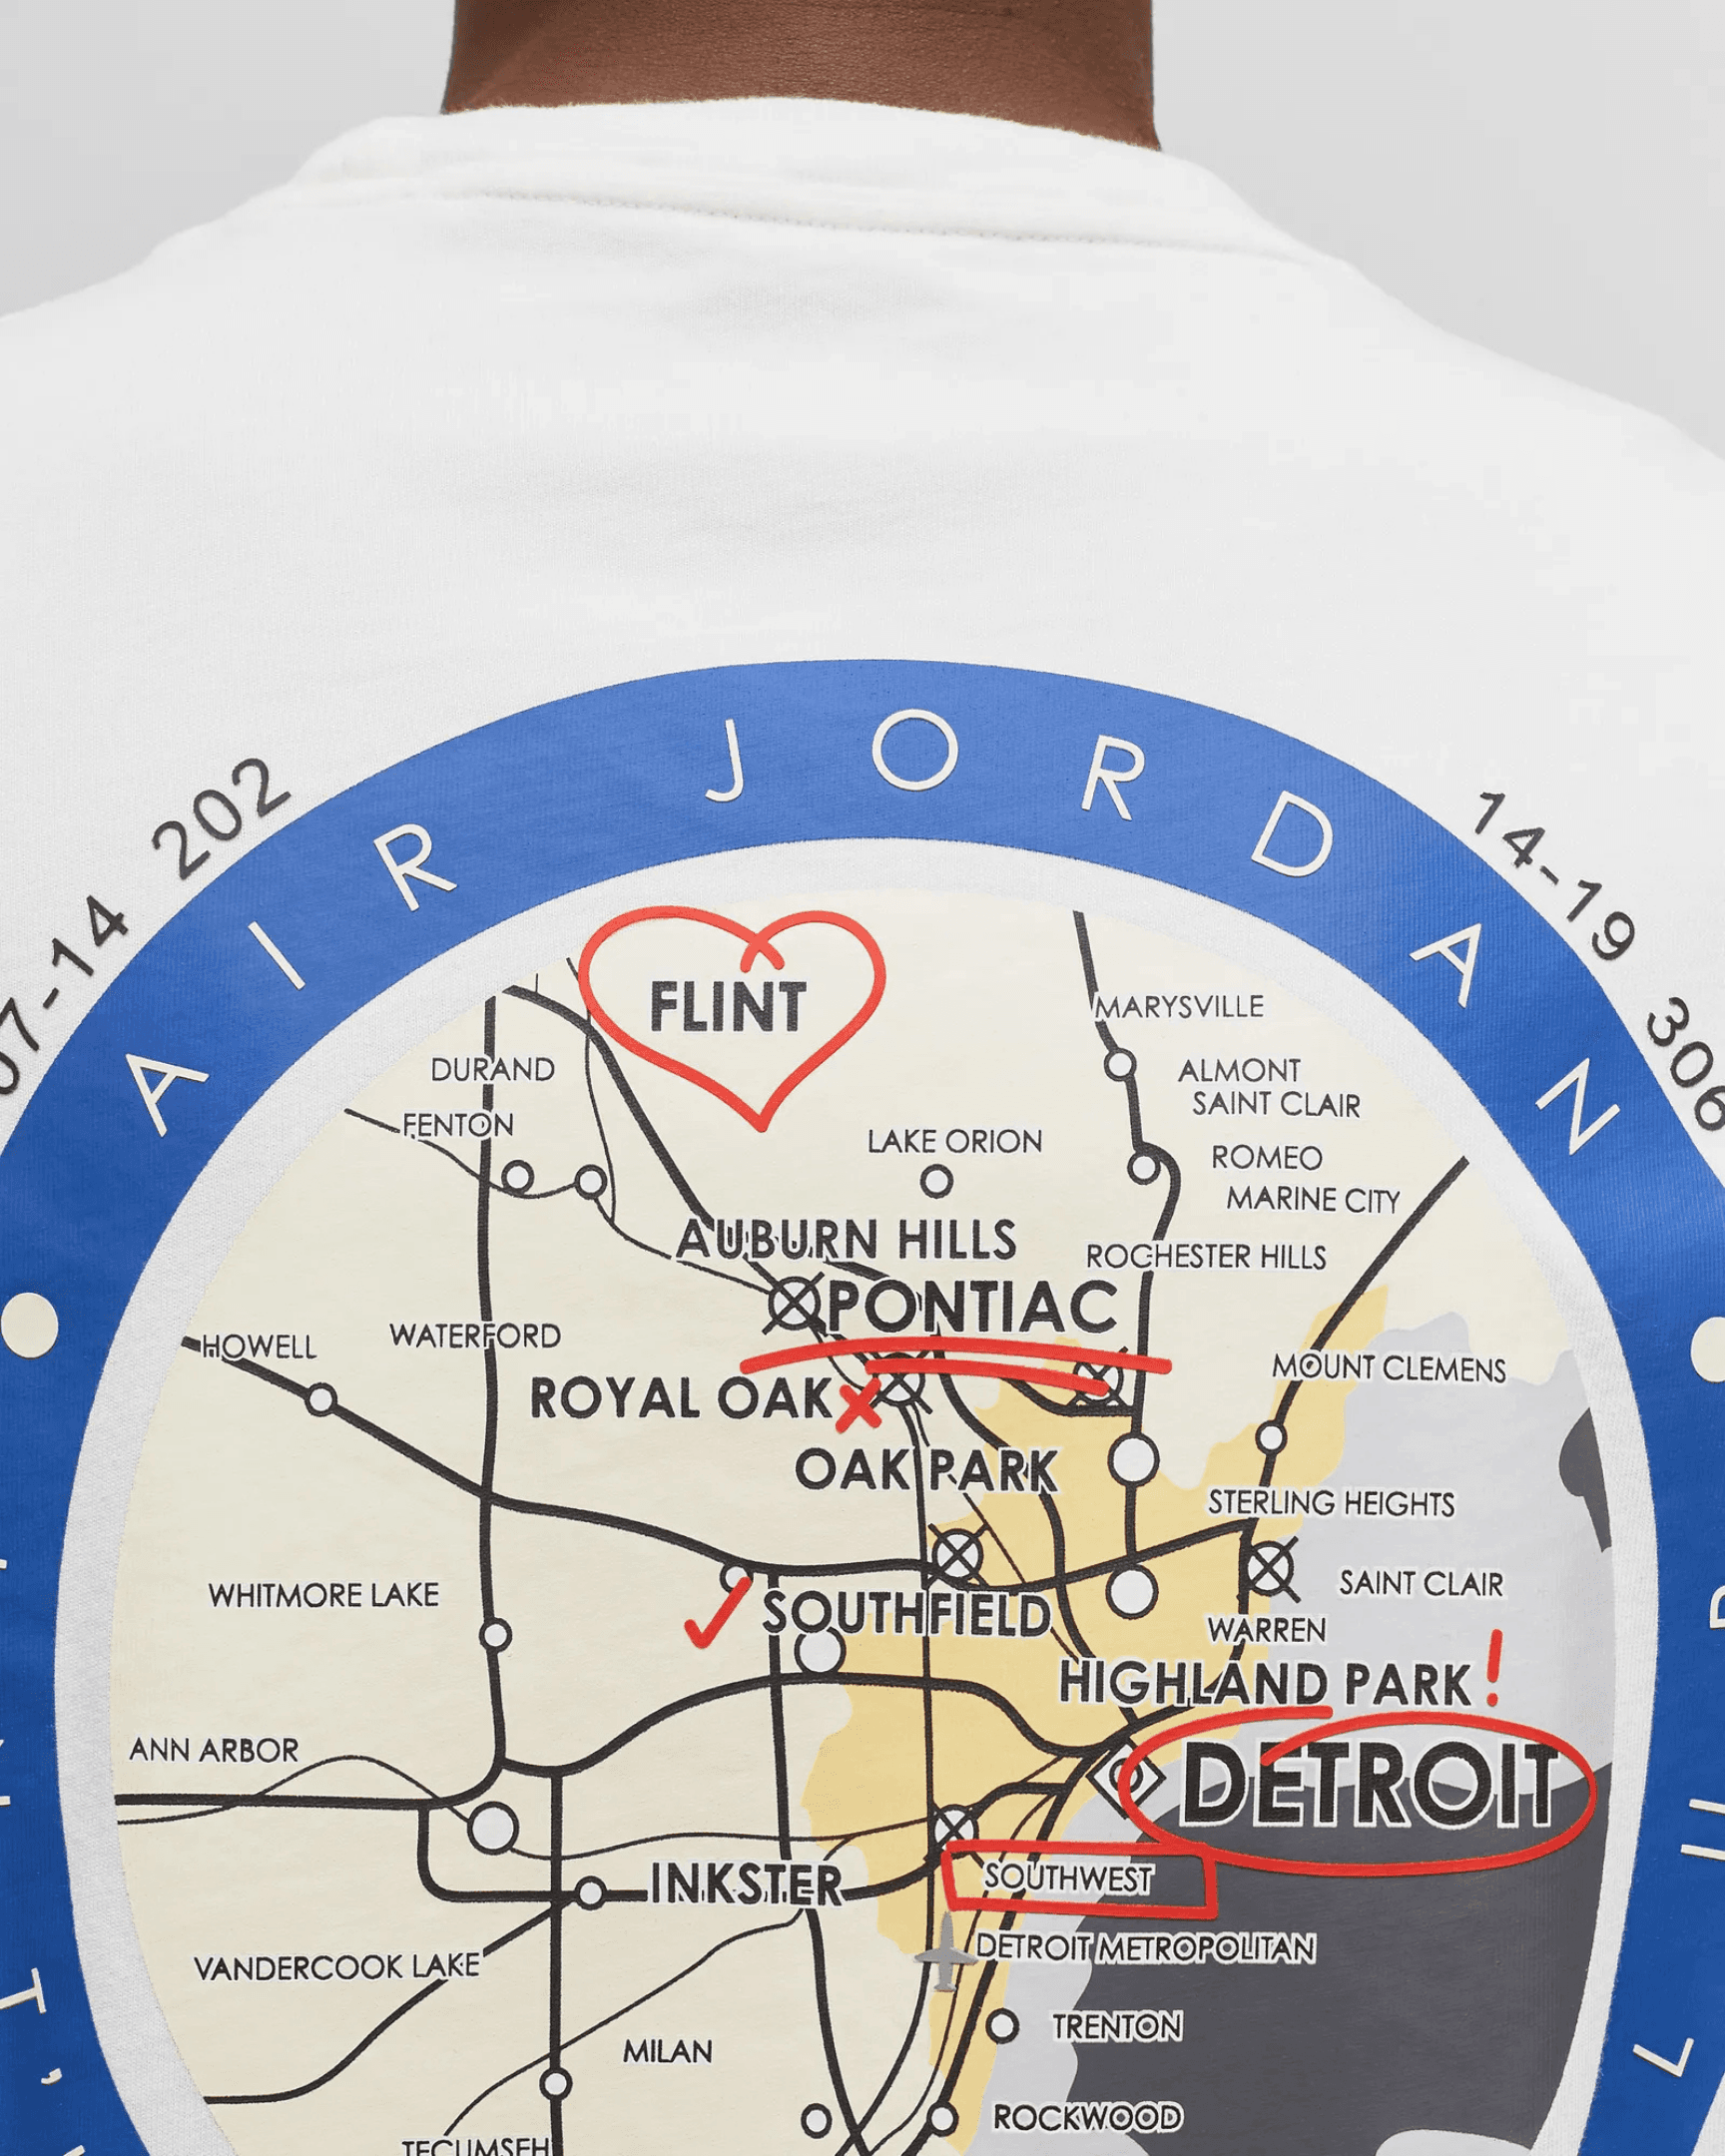 07-14 202
14-19
306
AIR JORDAN
FLINT
MARYSVILLE
DURAND
ALMONT
SAINT CLAIR
FENTON
LAKE ORION
ROMEO
MARINE CITY
AUBURN HILLS
ROCHESTER HILLS
PONTIAC
HOWELL
WATERFORD
MOUNT CLEMENS
ROYAL OAK
OAK PARK
STERLING HEIGHTS
WHITMORE LAKE
SOUTHFIELD
SAINT CLAIR
WARREN
HIGHLAND PARK!
ANN ARBOR
DETROIT
INKSTER
SOUTHWEST
VANDERCOOK LAKE
DETROIT METROPOLITAN
TRENTON
MILAN
ROCKWOOD
TECUMSEH